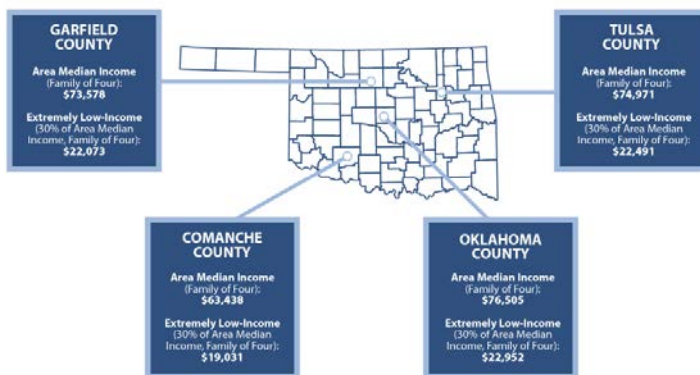 GARFIELD
COUNTY
Area Median Income
(Family of Four):
$73,578
Extremely Low-Income
(30% of Area Median
Income, Family of Four):
$22,073
TULSA
COUNTY
Area Median Income
(Family of Four):
$74,971
Extremely Low-Income
(30% of Area Median
Income, Family of Four):
$22,491
COMANCHE
COUNTY
Area Median Income
(Family of Four):
$63,438
Extremely Low-Income
(30% of Area Median
Income, Family of Four):
$19,031
OKLAHOMA
COUNTY
Area Median Income
(Family of Four):
$76,505
Extremely Low-Income
(30% of Area Median
Income, Family of Four):
$22,952